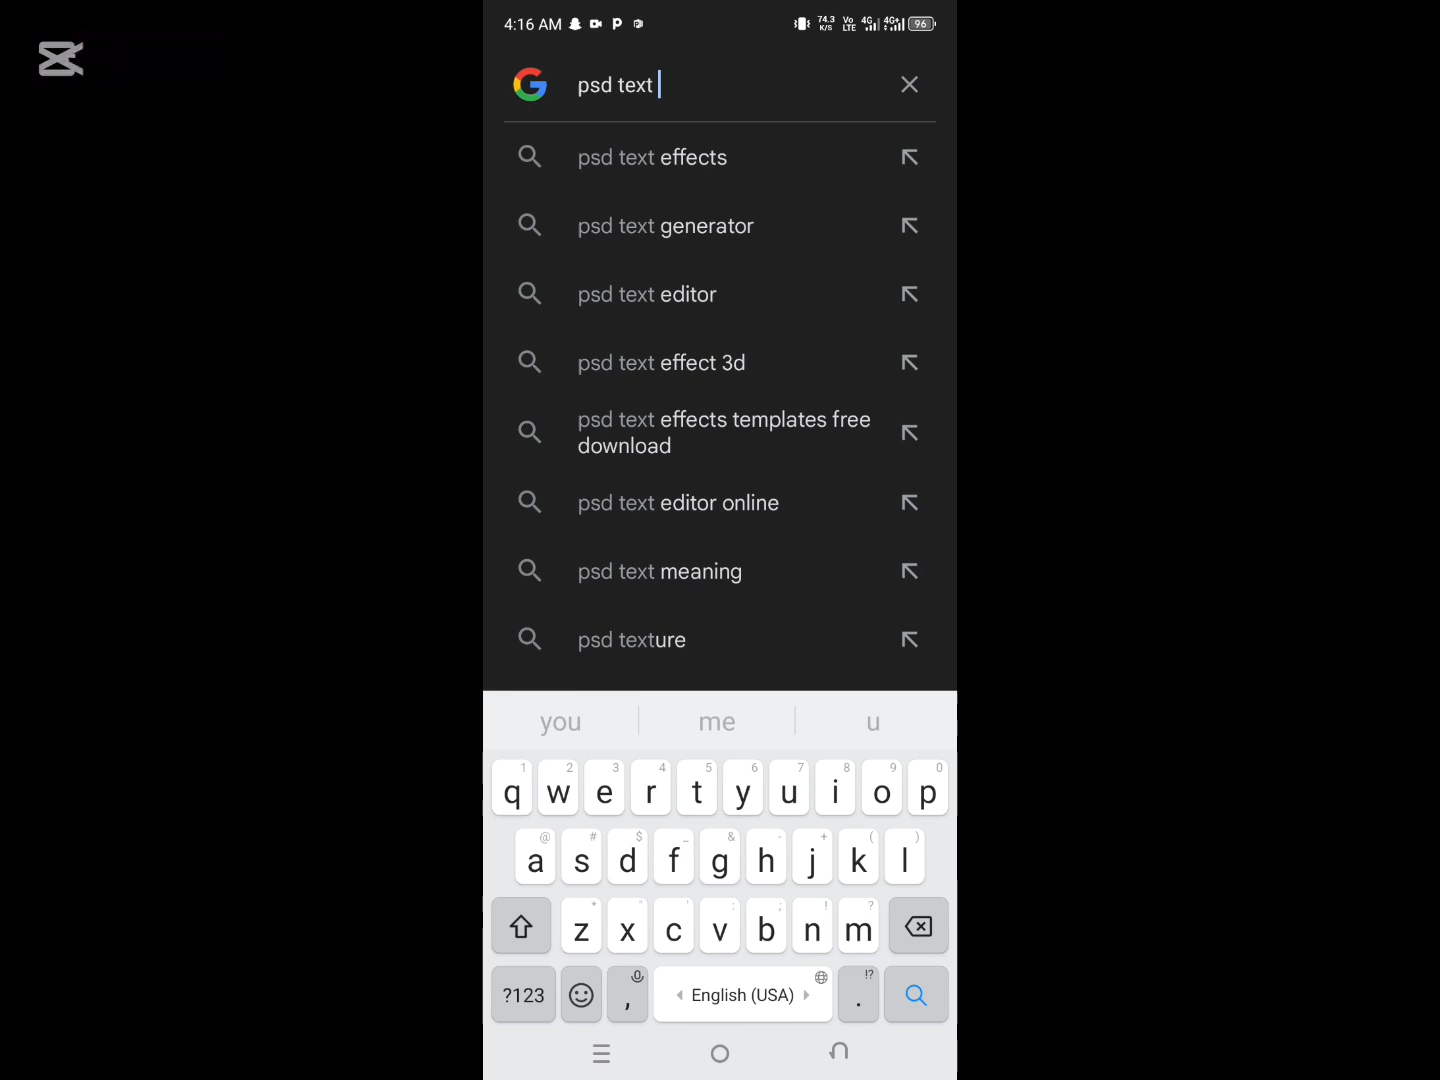 4:16 AM 74.3 K/S Vo LTE 4G 4G+ 96
psd text
psd text effects
psd text generator
psd text editor
psd text effect 3d
psd text effects templates free
download
psd text editor online
psd text meaning
psd texture
you me u
1 2 3 4 5 6 7 8 9 0
q w e r t y u i o p
@ # $ _ & - + ( )
a s d f g h j k l
* " ' : ; ! ?
z x c v b n m
!?
?123 , English (USA) .